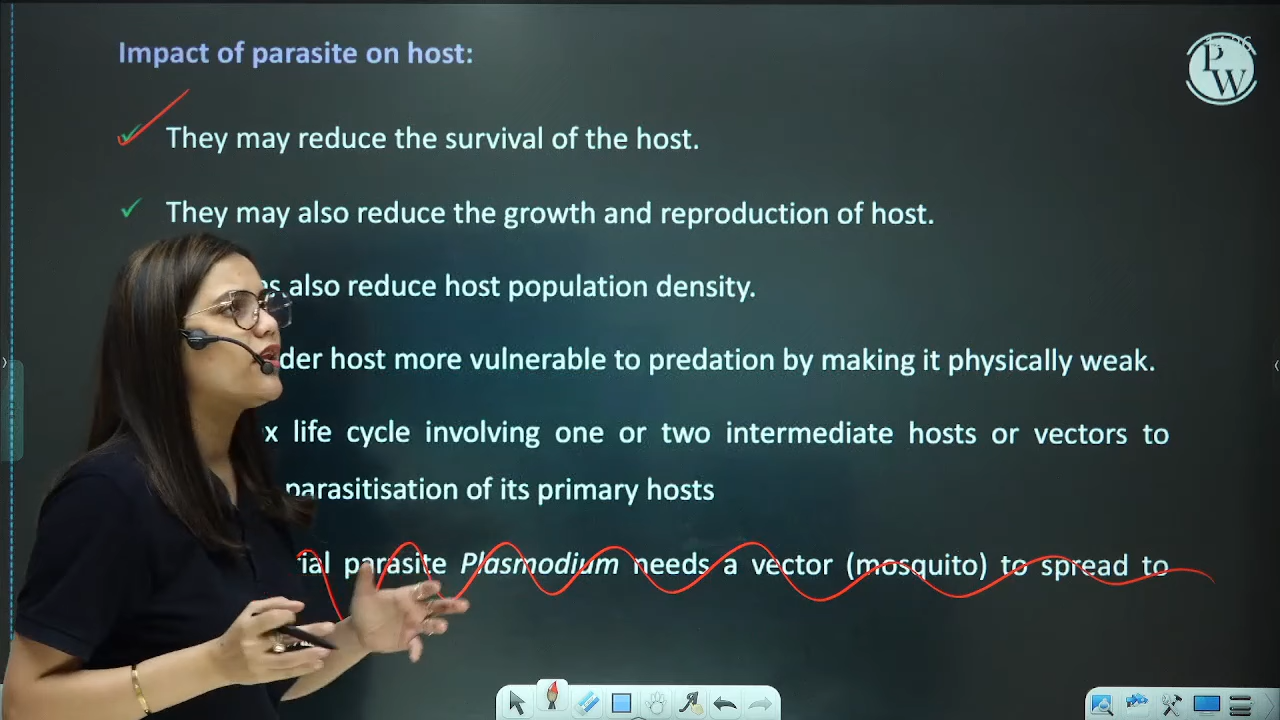 Impact of parasite on host:
PW
They may reduce the survival of the host.
They may also reduce the growth and reproduction of host.
also reduce host population density.
host more vulnerable to predation by making it physically weak.
life cycle involving one or two intermediate hosts or vectors to
parasitisation of its primary hosts
parasite Plasmodium needs a vector (mosquito) to spread to